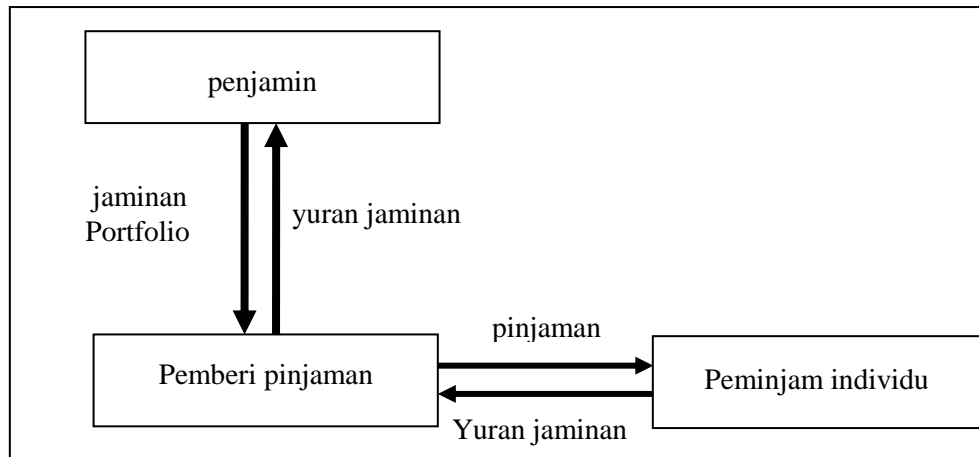 penjamin
jaminan
Portfolio
yuran jaminan
pinjaman
Pemberi pinjaman
Peminjam individu
Yuran jaminan